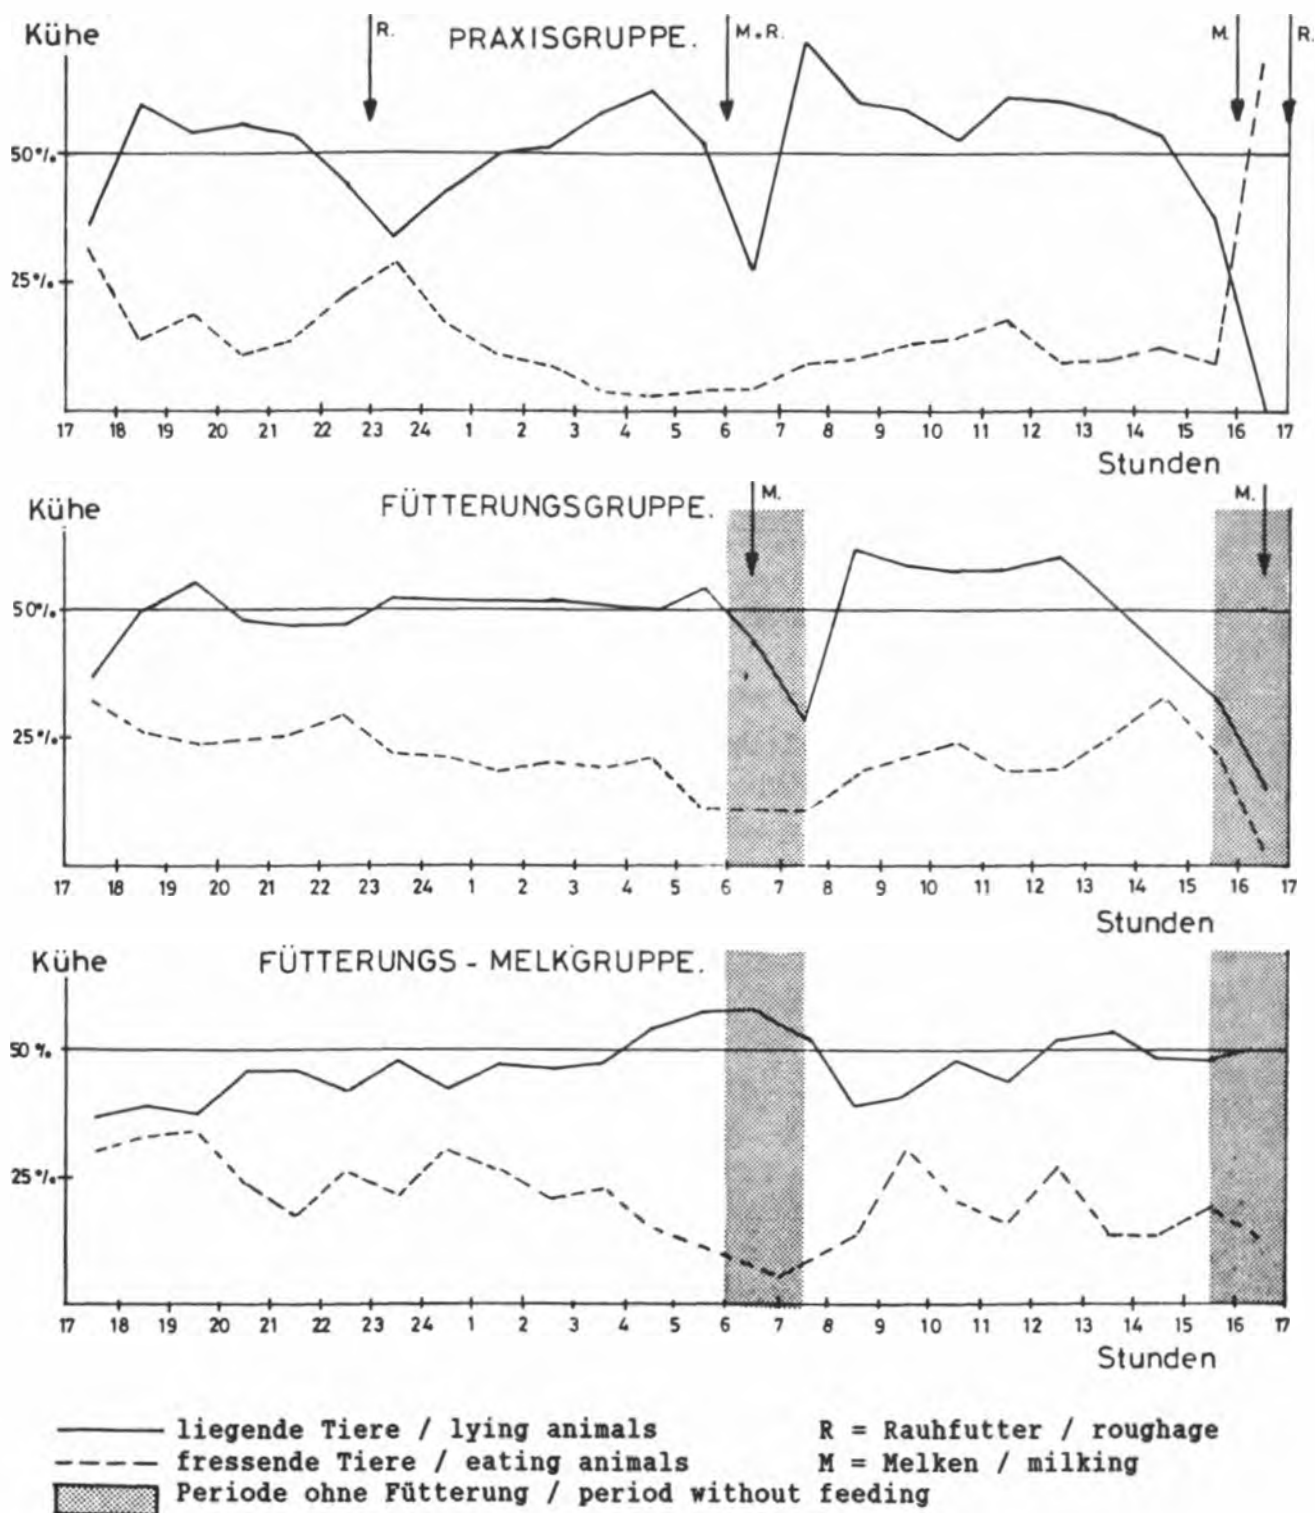 Kühe PRAXISGRUPPE.
R. M+R. M. R.
50%
25%
17 18 19 20 21 22 23 24 1 2 3 4 5 6 7 8 9 10 11 12 13 14 15 16 17
Stunden
Kühe FÜTTERUNGSGRUPPE.
M. M.
50%
25%
17 18 19 20 21 22 23 24 1 2 3 4 5 6 7 8 9 10 11 12 13 14 15 16 17
Stunden
Kühe FÜTTERUNGS - MELKGRUPPE.
50%
25%
17 18 19 20 21 22 23 24 1 2 3 4 5 6 7 8 9 10 11 12 13 14 15 16 17
Stunden
liegende Tiere / lying animals R = Rauhfutter / roughage
fressende Tiere / eating animals M = Melken / milking
Periode ohne Fütterung / period without feeding